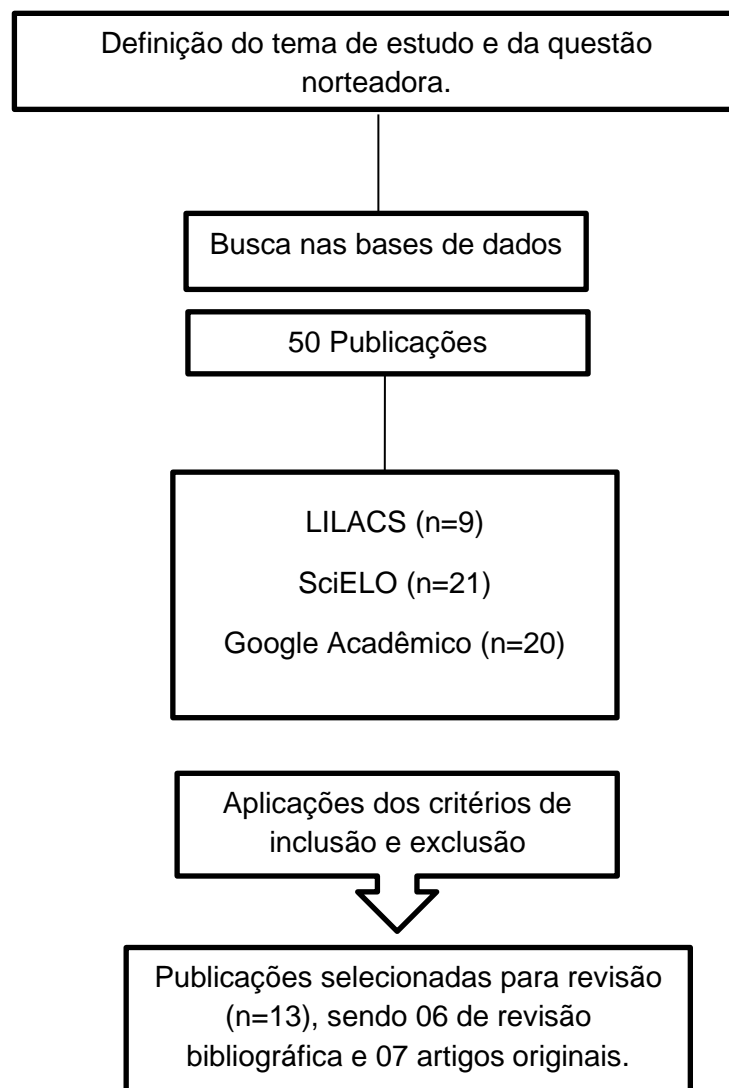 Definição do tema de estudo e da questão
norteadora.
Busca nas bases de dados
50 Publicações
LILACS (n=9)
SciELO (n=21)
Google Acadêmico (n=20)
Aplicações dos critérios de
inclusão e exclusão
Publicações selecionadas para revisão
(n=13), sendo 06 de revisão
bibliográfica e 07 artigos originais.